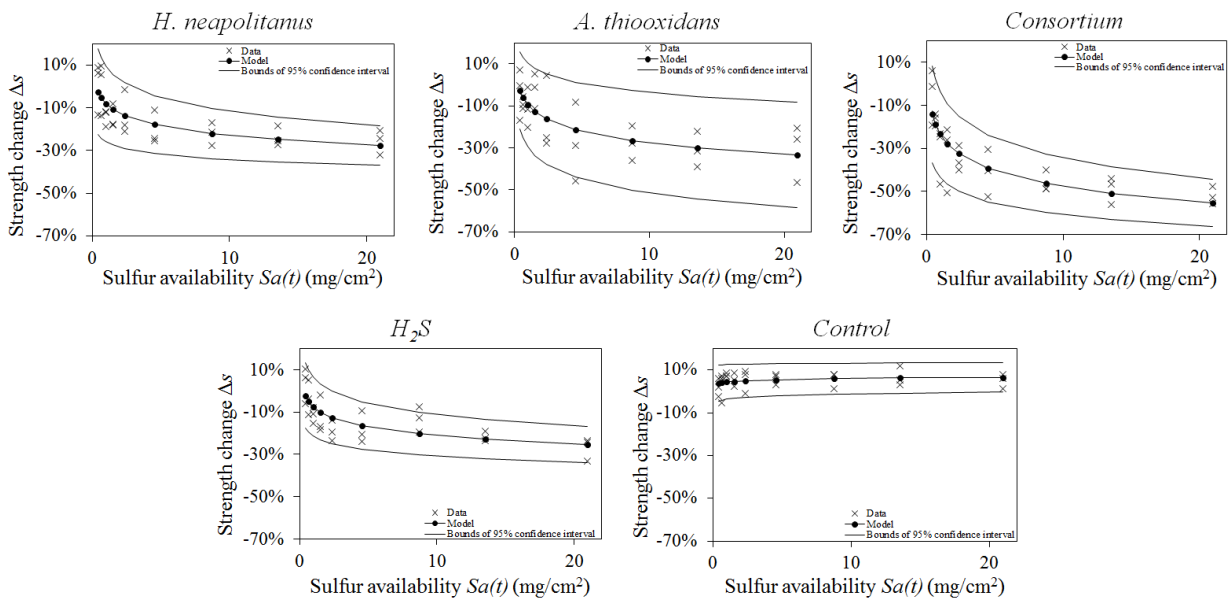 H. neapolitanus
10%
-10%
-30%
-50%
-70%
Strength change Δs
× Data
Model
Bounds of 95% confidence interval
0
10
20
Sulfur availability Sa(t) (mg/cm²)
A. thiooxidans
10%
-10%
-30%
-50%
-70%
Strength change Δs
× Data
Model
Bounds of 95% confidence interval
0
10
20
Sulfur availability Sa(t) (mg/cm²)
Consortium
10%
-10%
-30%
-50%
-70%
Strength change Δs
× Data
Model
Bounds of 95% confidence interval
0
10
20
Sulfur availability Sa(t) (mg/cm²)
H₂S
10%
-10%
-30%
-50%
-70%
Strength change Δs
× Data
Model
Bounds of 95% confidence interval
0
10
20
Sulfur availability Sa(t) (mg/cm²)
Control
10%
-10%
-30%
-50%
-70%
Strength change Δs
× Data
Model
Bounds of 95% confidence interval
0
10
20
Sulfur availability Sa(t) (mg/cm²)